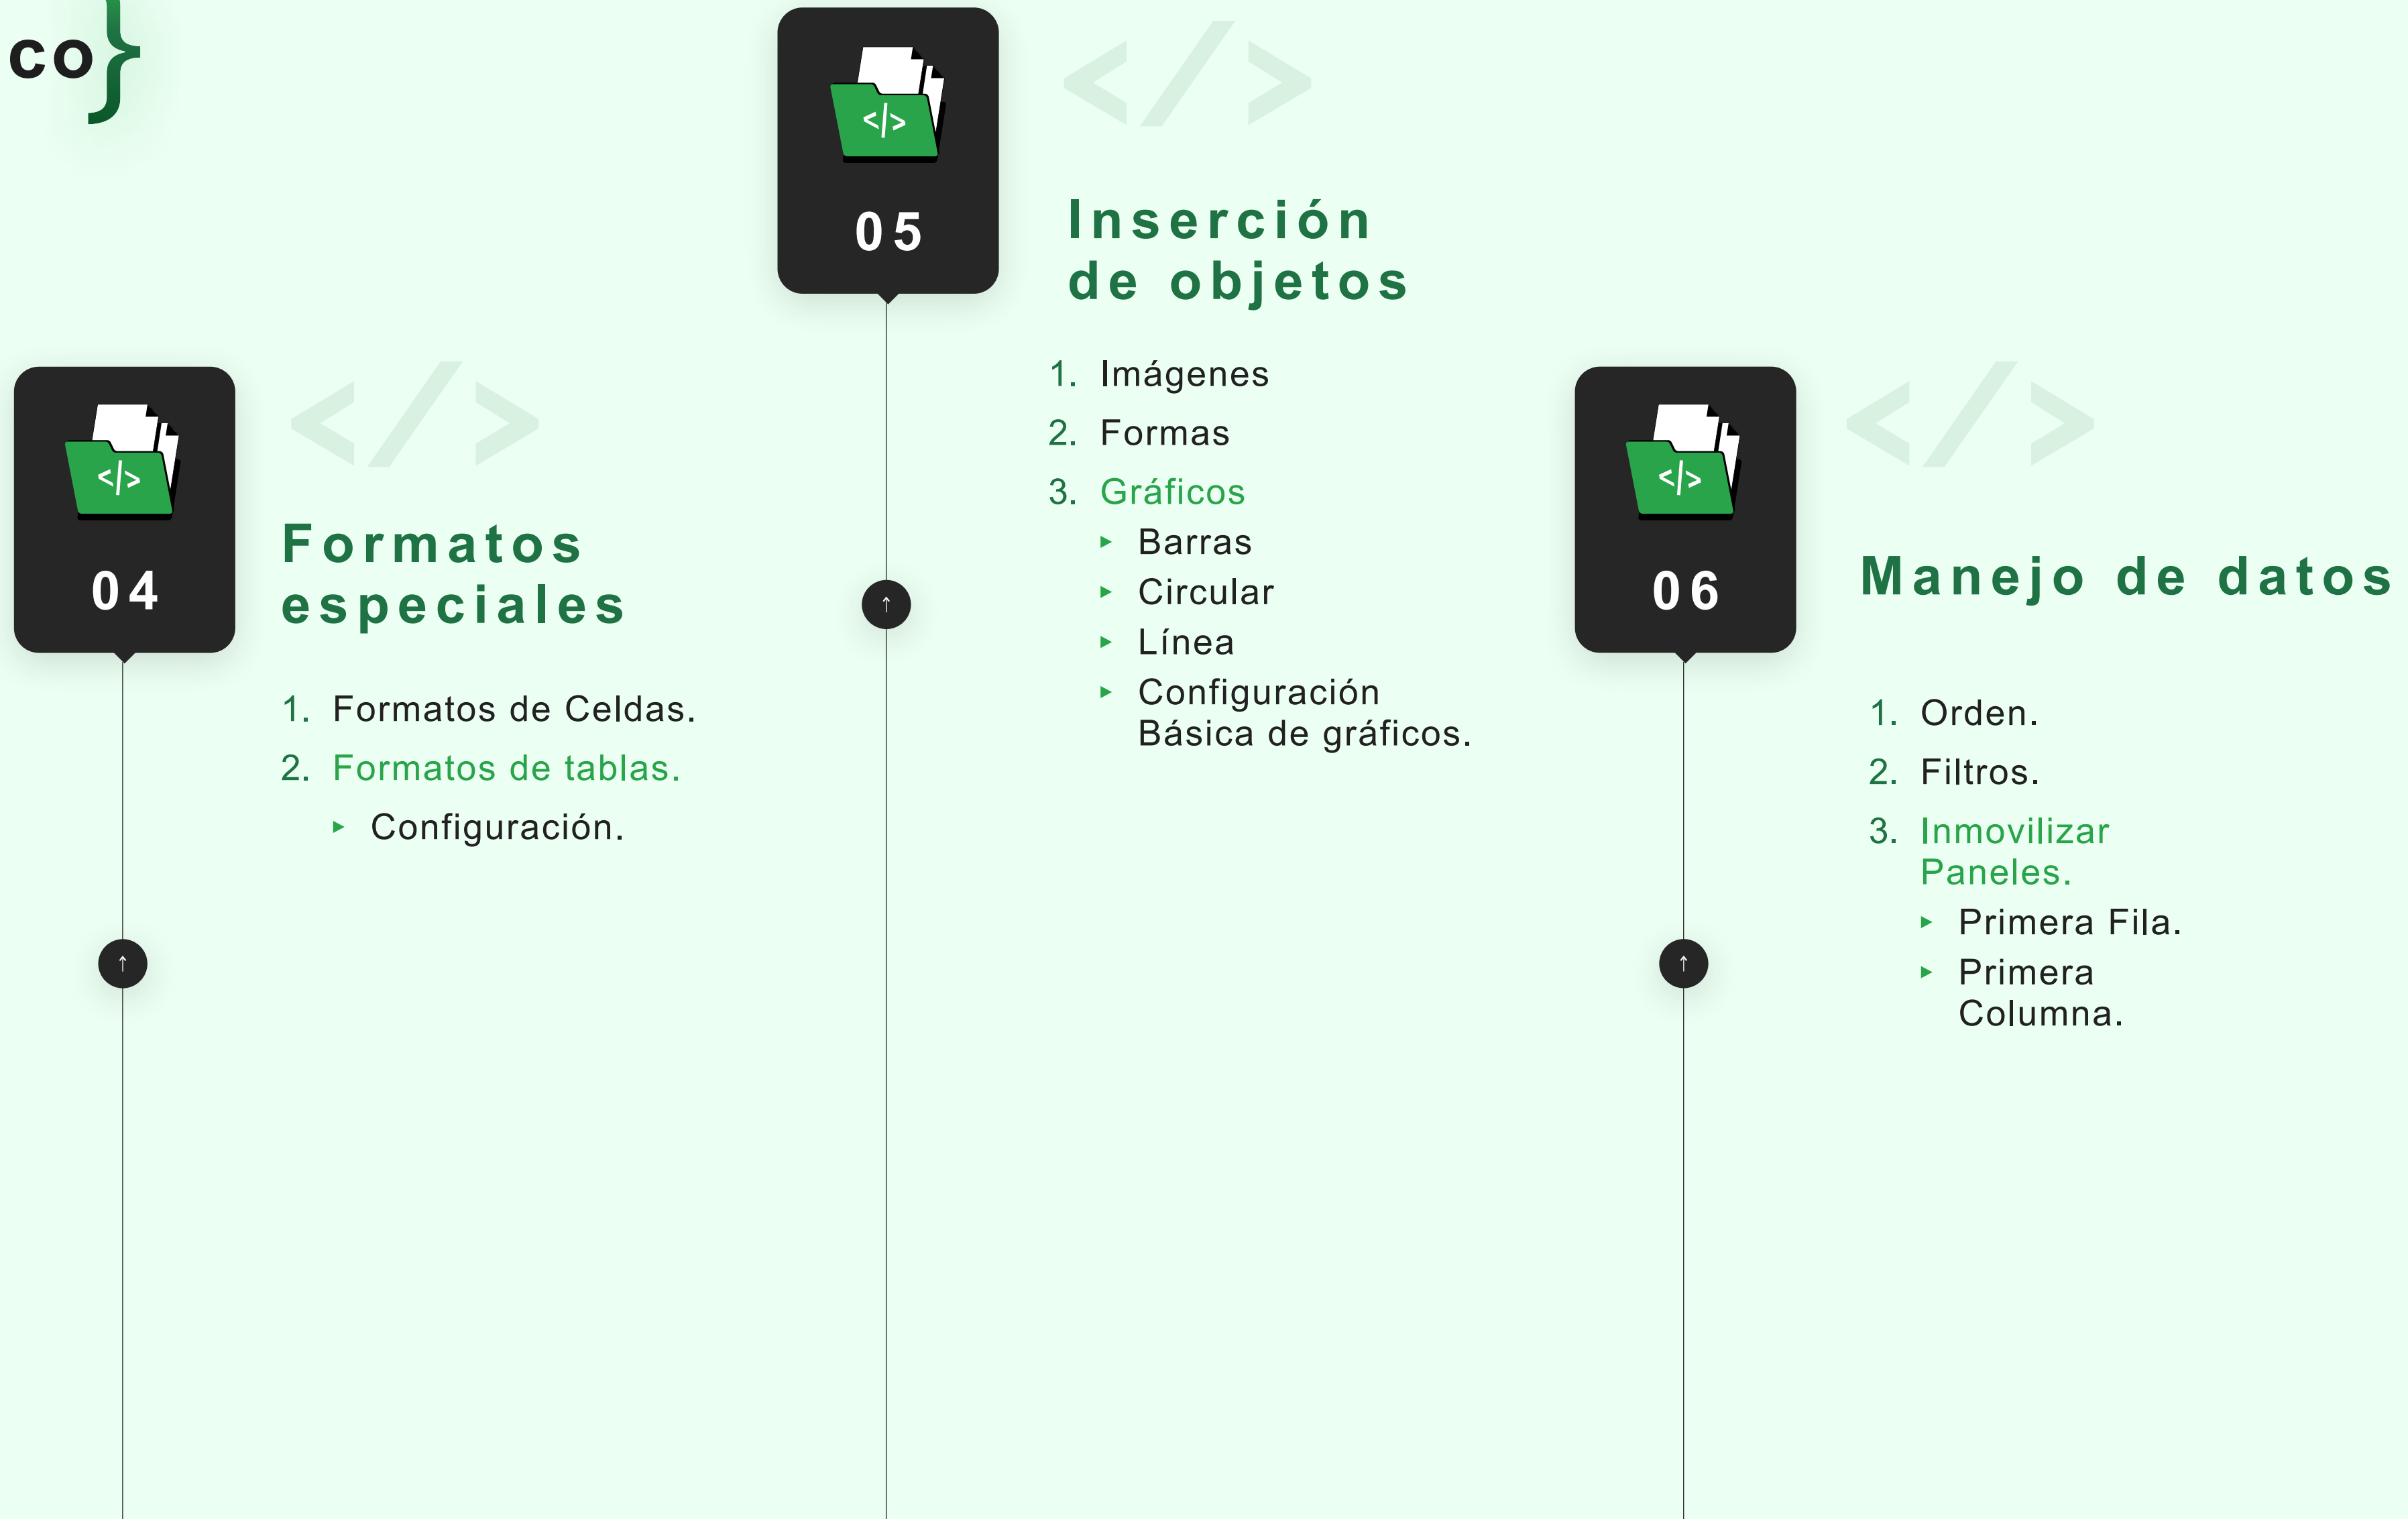 co}
</>
04
</>
Formatos
especiales
1. Formatos de Celdas.
2. Formatos de tablas.
▸ Configuración.
</>
05
</>
Inserción
de objetos
1. Imágenes
2. Formas
3. Gráficos
▸ Barras
▸ Circular
▸ Línea
▸ Configuración
Básica de gráficos.
</>
06
</>
Manejo de datos
1. Orden.
2. Filtros.
3. Inmovilizar
Paneles.
▸ Primera Fila.
▸ Primera
Columna.